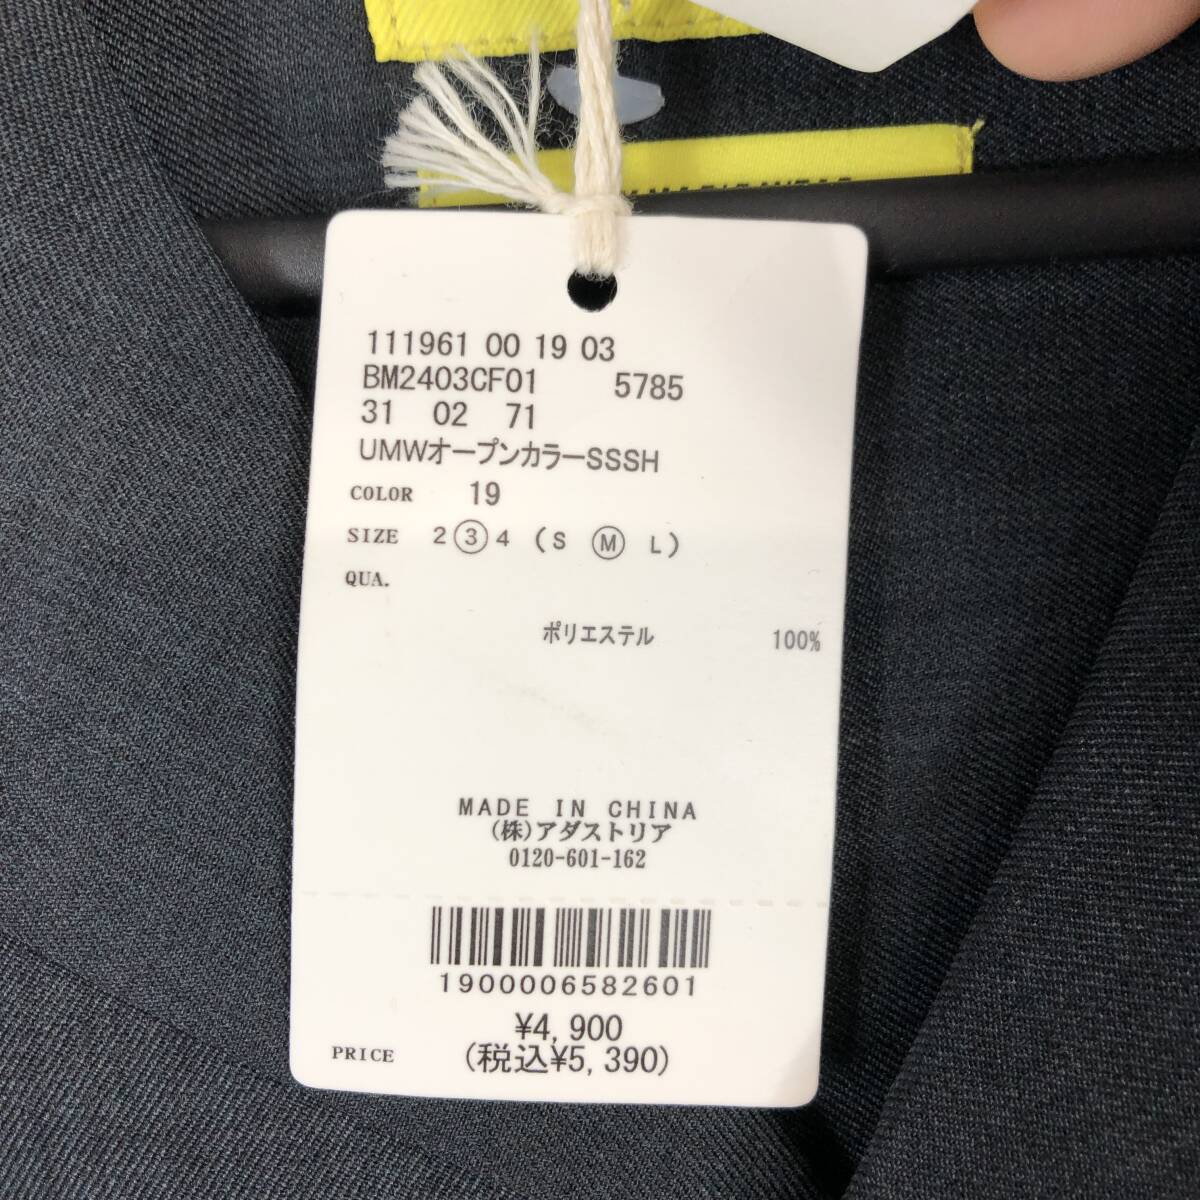 111961 00 19 03
BM2403CF01 5785
31 02 71
UMWオープンカラーSSSH
COLOR 19
SIZE 2 3 4 (S M L)
QUA.
ポリエステル 100%
MADE IN CHINA
(株)アダストリア
0120-601-162
1900006582601
¥4,900
PRICE (税込¥5,390)